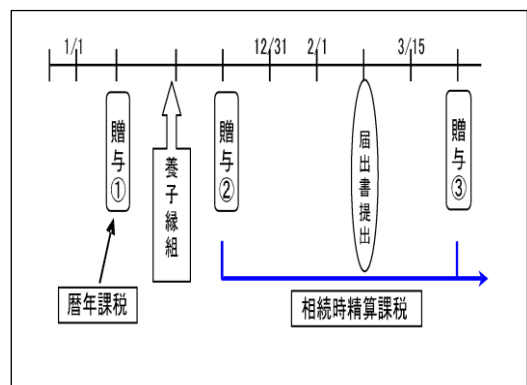 1/1
12/31
2/1
3/15
贈与①
養子縁組
贈与②
届出書提出
贈与③
暦年課税
相続時精算課税